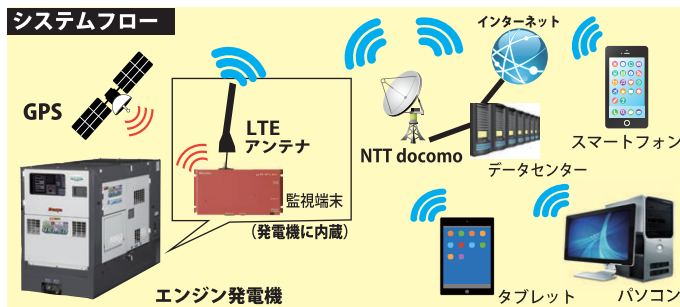 システムフロー
GPS
LTE
アンテナ
監視端末
(発電機に内蔵)
エンジン発電機
NTT docomo
インターネット
データセンター
スマートフォン
タブレット
パソコン